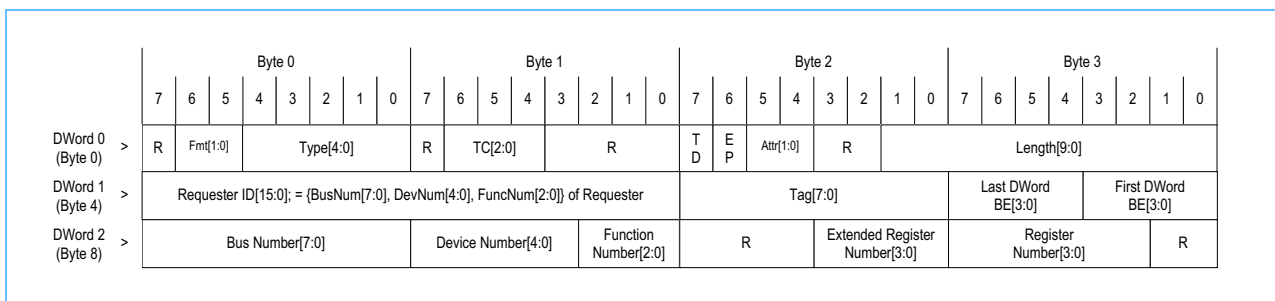 Byte 0 Byte 1 Byte 2 Byte 3
7 6 5 4 3 2 1 0 7 6 5 4 3 2 1 0 7 6 5 4 3 2 1 0 7 6 5 4 3 2 1 0
DWord 0
(Byte 0) > R Fmt[1:0] Type[4:0] R TC[2:0] R T D E P Attr[1:0] R Length[9:0]
DWord 1
(Byte 4) > Requester ID[15:0]; = {BusNum[7:0], DevNum[4:0], FuncNum[2:0]} of Requester Tag[7:0] Last DWord
BE[3:0] First DWord
BE[3:0]
DWord 2
(Byte 8) > Bus Number[7:0] Device Number[4:0] Function
Number[2:0] R Extended Register
Number[3:0] Register
Number[3:0] R